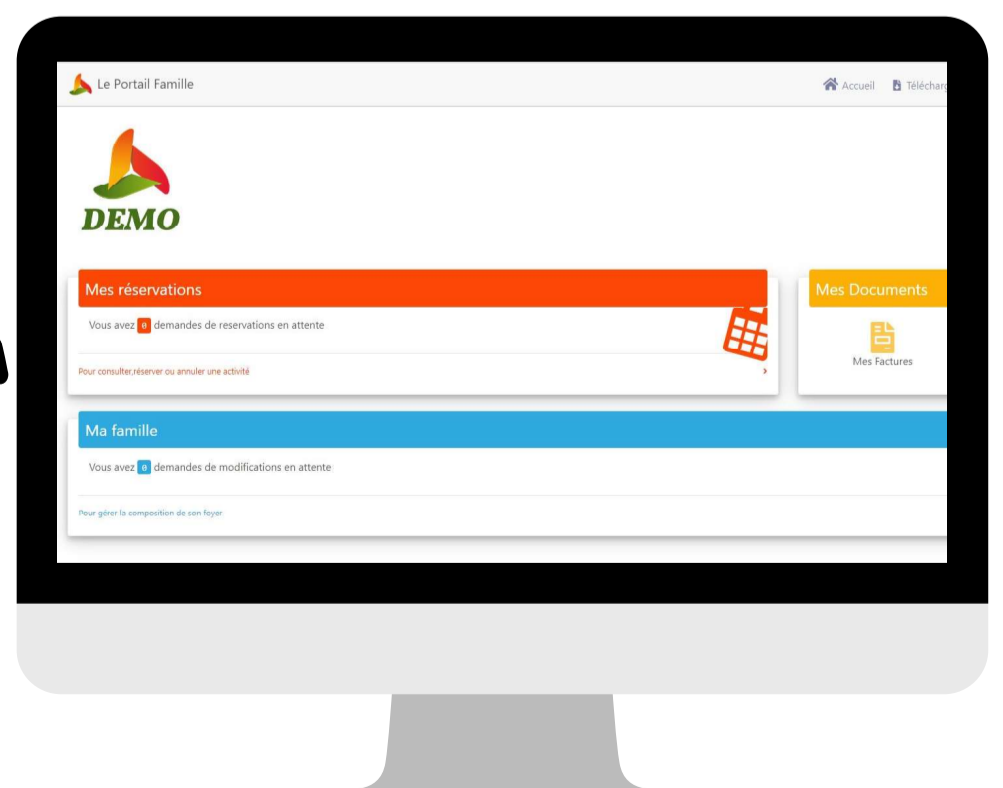 Le Portail Famille
Accueil
DEMO
Mes réservations
Vous avez 0 demandes de reservations en attente
Pour consulter,réserver ou annuler une activité
Mes Documents
Mes Factures
Ma famille
Vous avez 0 demandes de modifications en attente
Pour gérer la composition de son foyer